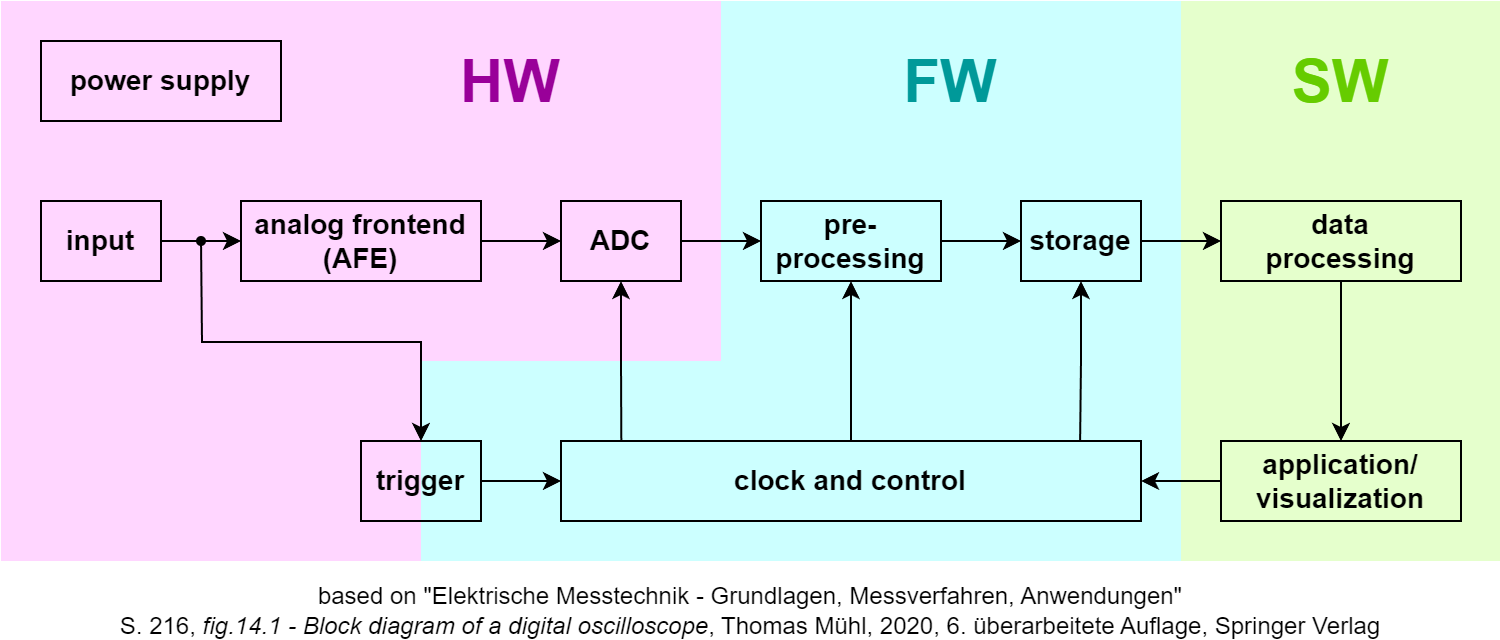 power supply
HW
FW
SW
input
analog frontend
(AFE)
ADC
pre-
processing
storage
data
processing
trigger
clock and control
application/
visualization
based on "Elektrische Messtechnik - Grundlagen, Messverfahren, Anwendungen"
S. 216, fig.14.1 - Block diagram of a digital oscilloscope, Thomas Mühl, 2020, 6. überarbeitete Auflage, Springer Verlag